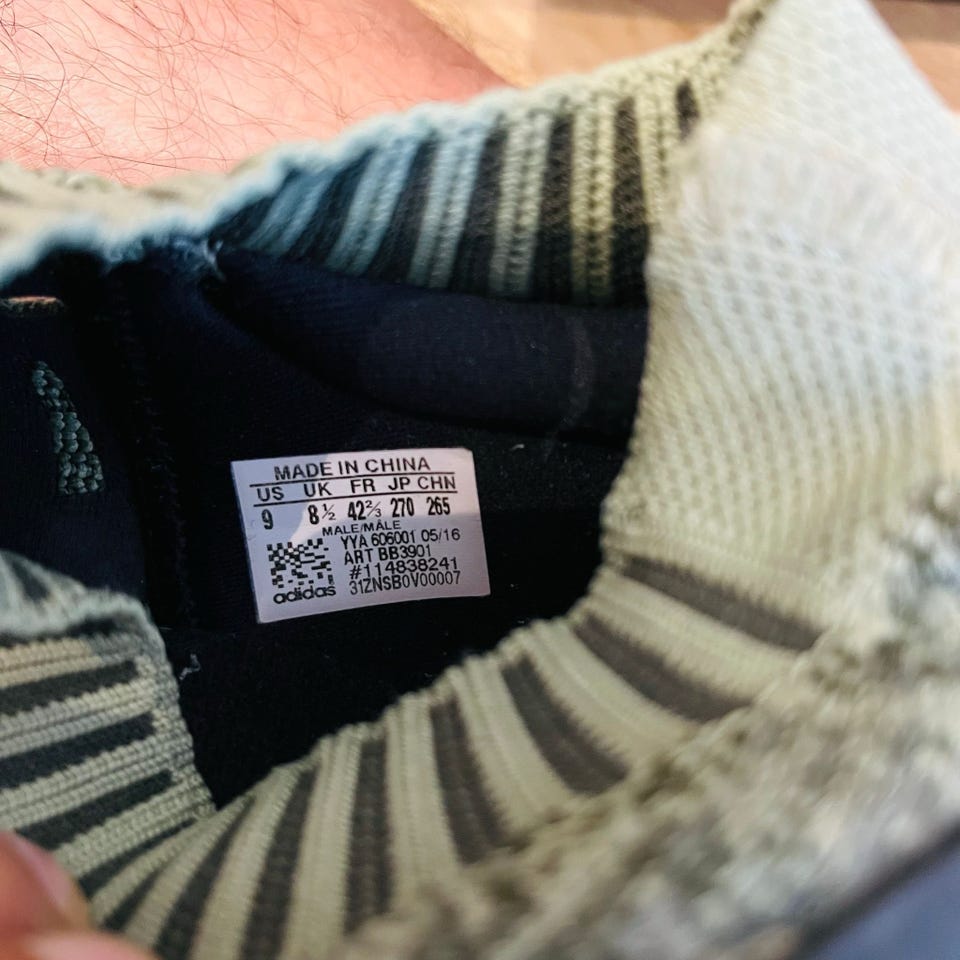 MADE IN CHINA
US UK FR JP CHN
9 8½ 42⅔ 270 265
MALE/MÂLE
YYA 606001 05/16
ART BB3901
#114838241
adidas 31ZNSB0V00007